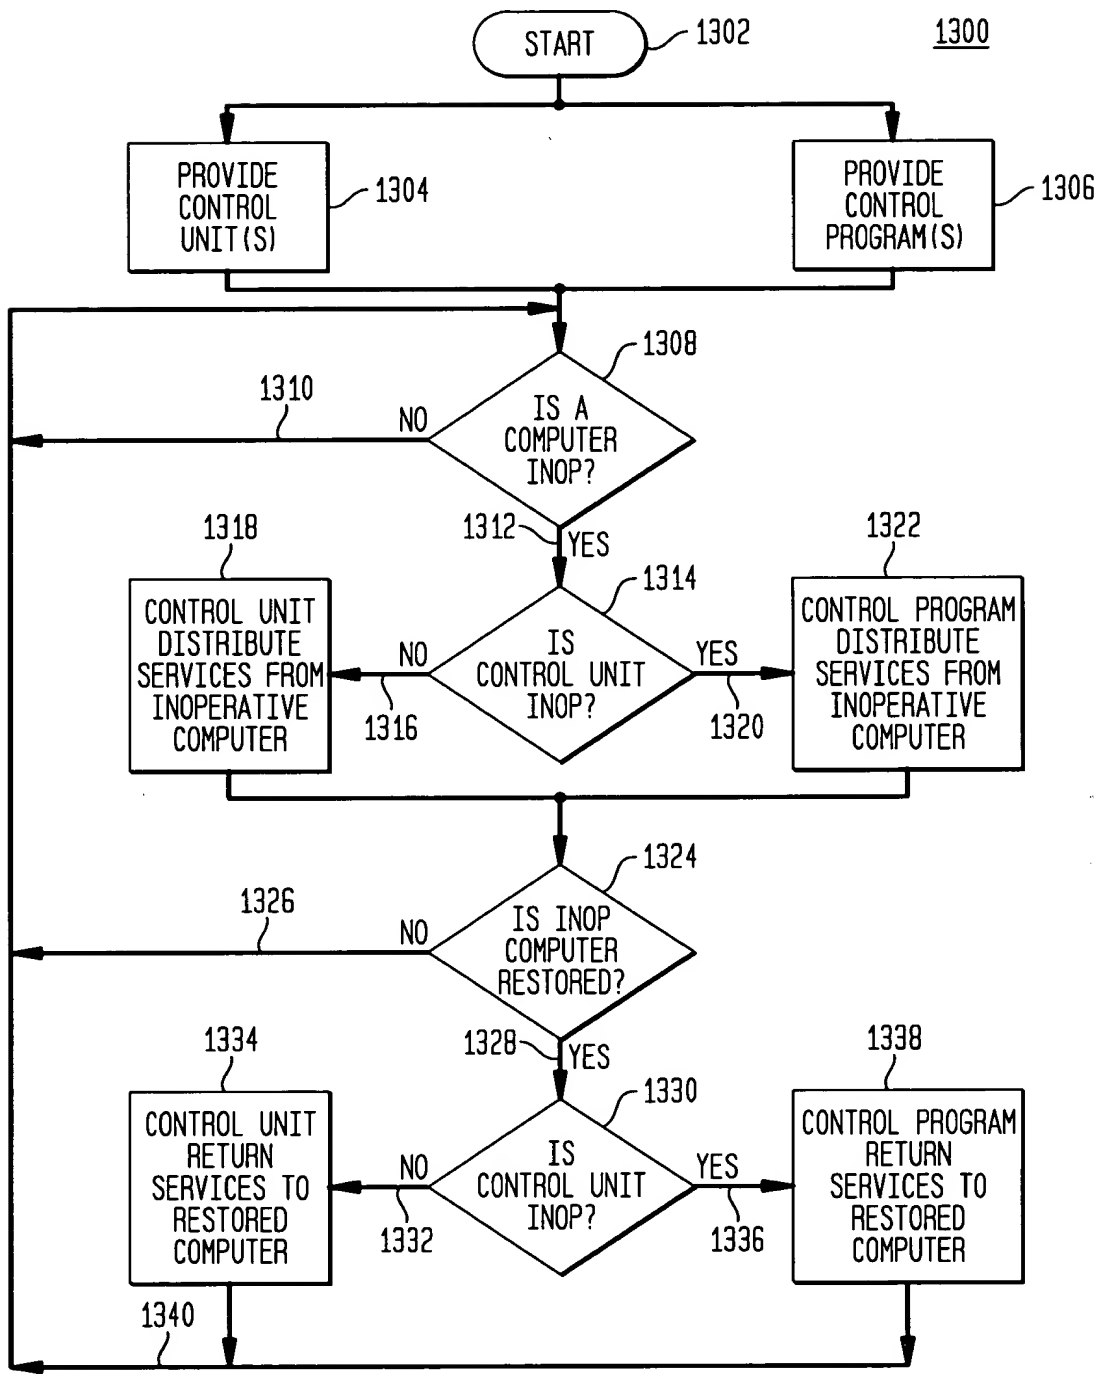 START
1302
1300
PROVIDE
CONTROL
UNIT(S)
1304
PROVIDE
CONTROL
PROGRAM(S)
1306
1308
IS A
COMPUTER
INOP?
NO
1310
1312
YES
1314
IS
CONTROL UNIT
INOP?
NO
1316
1318
CONTROL UNIT
DISTRIBUTE
SERVICES FROM
INOPERATIVE
COMPUTER
YES
1320
1322
CONTROL PROGRAM
DISTRIBUTE
SERVICES FROM
INOPERATIVE
COMPUTER
1324
IS INOP
COMPUTER
RESTORED?
NO
1326
1328
YES
1330
IS
CONTROL UNIT
INOP?
NO
1332
1334
CONTROL UNIT
RETURN
SERVICES TO
RESTORED
COMPUTER
YES
1336
1338
CONTROL PROGRAM
RETURN
SERVICES TO
RESTORED
COMPUTER
1340